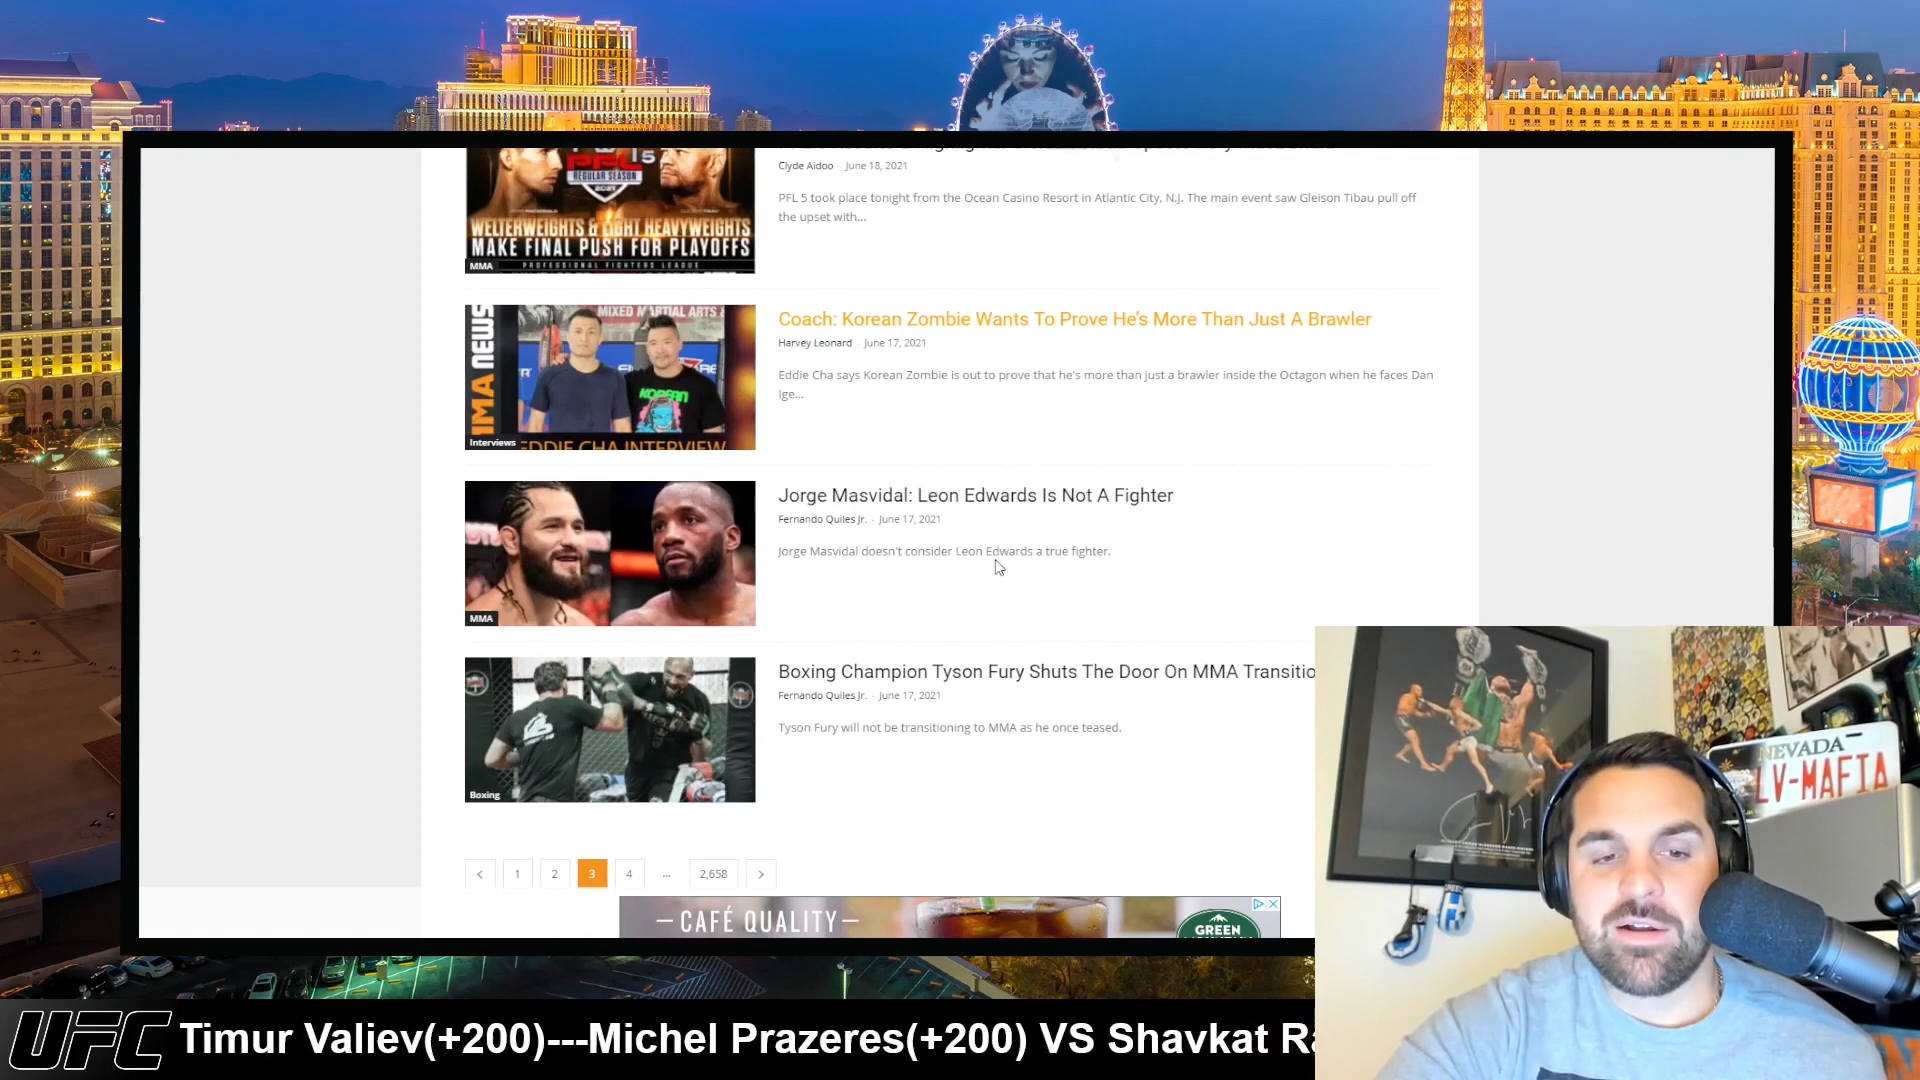 PFL 5
REGULAR SEASON
2021
WELTERWEIGHTS & LIGHT HEAVYWEIGHTS
MAKE FINAL PUSH FOR PLAYOFFS
MMA PROFESSIONAL FIGHTERS LEAGUE
Clyde Aidoo - June 18, 2021
PFL 5 took place tonight from the Ocean Casino Resort in Atlantic City, N.J. The main event saw Gleison Tibau pull off
the upset with...
MIXED MARTIAL ARTS
MMA NEWS
KOREAN
Interviews
EDDIE CHA INTERVIEW
Coach: Korean Zombie Wants To Prove He's More Than Just A Brawler
Harvey Leonard - June 17, 2021
Eddie Cha says Korean Zombie is out to prove that he's more than just a brawler inside the Octagon when he faces Dan
Ige...
MMA
Jorge Masvidal: Leon Edwards Is Not A Fighter
Fernando Quiles Jr. - June 17, 2021
Jorge Masvidal doesn't consider Leon Edwards a true fighter.
Boxing
Boxing Champion Tyson Fury Shuts The Door On MMA Transitio
Fernando Quiles Jr. - June 17, 2021
Tyson Fury will not be transitioning to MMA as he once teased.
< 1 2 3 4 ... 2,658 >
— CAFÉ QUALITY —
GREEN
NEVADA
LV-MAFIA
UFC Timur Valiev(+200)---Michel Prazeres(+200) VS Shavkat Ra